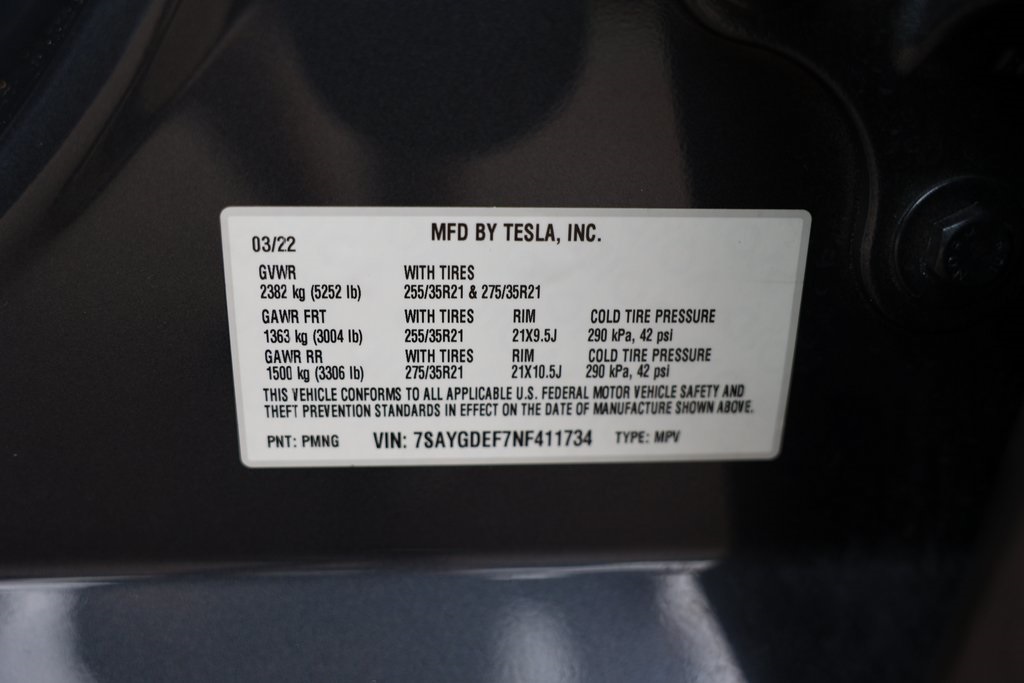 MFD BY TESLA, INC.
03/22
GVWR WITH TIRES
2382 kg (5252 lb) 255/35R21 & 275/35R21
GAWR FRT WITH TIRES RIM COLD TIRE PRESSURE
1363 kg (3004 lb) 255/35R21 21X9.5J 290 kPa, 42 psi
GAWR RR WITH TIRES RIM COLD TIRE PRESSURE
1500 kg (3306 lb) 275/35R21 21X10.5J 290 kPa, 42 psi
THIS VEHICLE CONFORMS TO ALL APPLICABLE U.S. FEDERAL MOTOR VEHICLE SAFETY AND
THEFT PREVENTION STANDARDS IN EFFECT ON THE DATE OF MANUFACTURE SHOWN ABOVE.
PNT: PMNG VIN: 7SAYGDEF7NF411734 TYPE: MPV